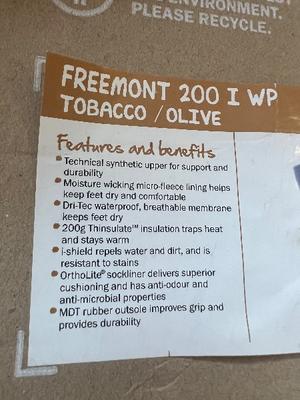 ENVIRONMENT.
PLEASE RECYCLE.
FREEMONT 200 I WP
TOBACCO / OLIVE
Features and benefits
• Technical synthetic upper for support and
durability
• Moisture wicking micro-fleece lining helps
keep feet dry and comfortable
• Dri-Tec waterproof, breathable membrane
keeps feet dry
• 200g Thinsulate™ insulation traps heat
and stays warm
• i-shield repels water and dirt, and is
resistant to stains
• OrthoLite® sockliner delivers superior
cushioning and has anti-odour and
anti-microbial properties
• MDT rubber outsole improves grip and
provides durability